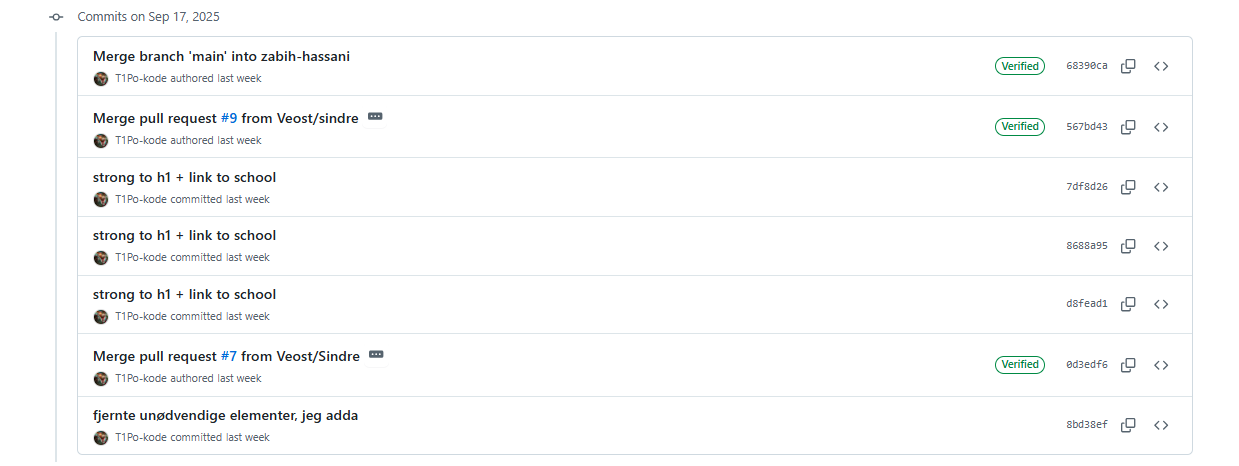 Commits on Sep 17, 2025
Merge branch 'main' into zabih-hassani
T1Po-kode authored last week
Verified
68390ca
Merge pull request #9 from Veost/sindre
T1Po-kode authored last week
Verified
567bd43
strong to h1 + link to school
T1Po-kode committed last week
7df8d26
strong to h1 + link to school
T1Po-kode committed last week
8688a95
strong to h1 + link to school
T1Po-kode committed last week
d8fead1
Merge pull request #7 from Veost/Sindre
T1Po-kode authored last week
Verified
0d3edf6
fjernte unødvendige elementer, jeg adda
T1Po-kode committed last week
8bd38ef